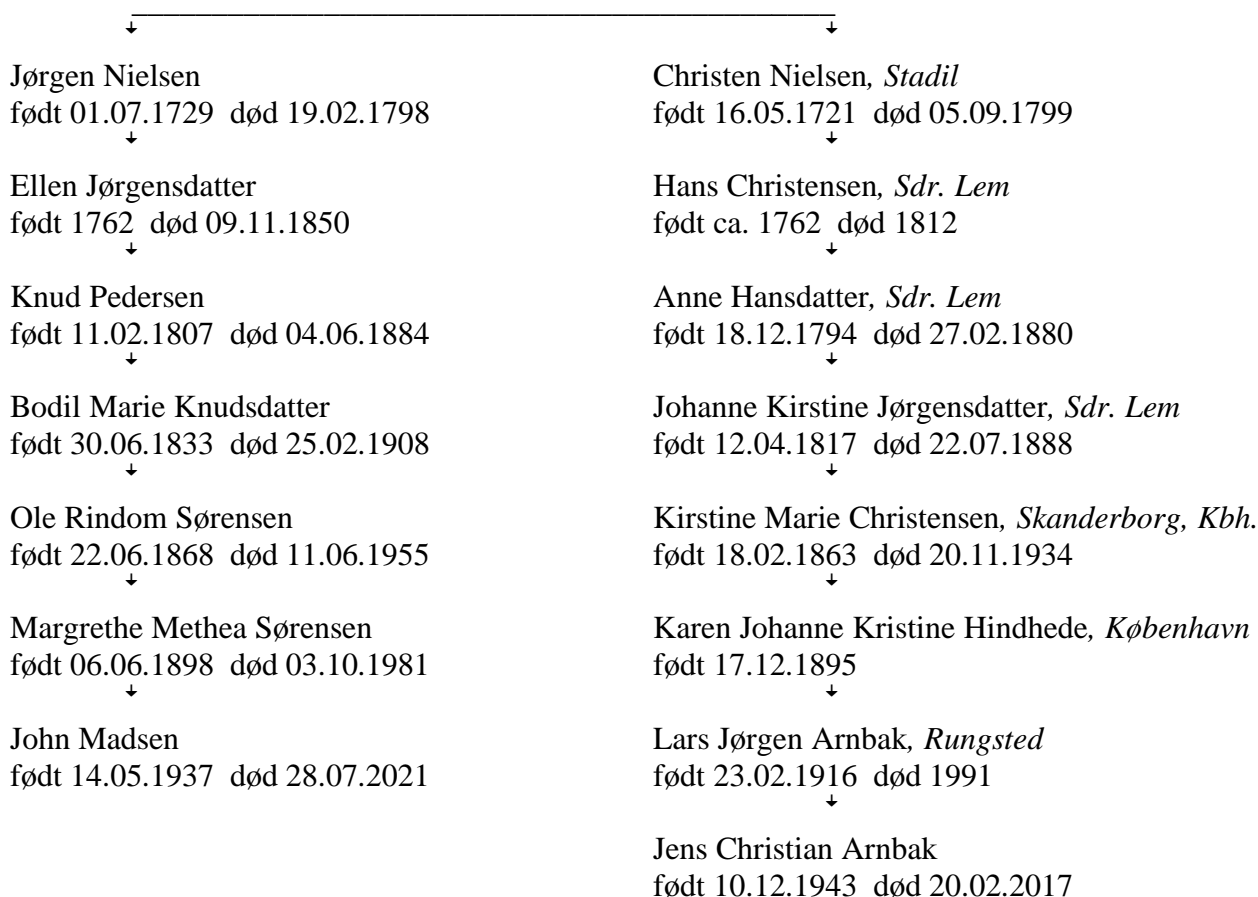 Jørgen Nielsen
født 01.07.1729 død 19.02.1798
Ellen Jørgensdatter
født 1762 død 09.11.1850
Knud Pedersen
født 11.02.1807 død 04.06.1884
Bodil Marie Knudsdatter
født 30.06.1833 død 25.02.1908
Ole Rindom Sørensen
født 22.06.1868 død 11.06.1955
Margrethe Methea Sørensen
født 06.06.1898 død 03.10.1981
John Madsen
født 14.05.1937 død 28.07.2021
Christen Nielsen, Stadil
født 16.05.1721 død 05.09.1799
Hans Christensen, Sdr. Lem
født ca. 1762 død 1812
Anne Hansdatter, Sdr. Lem
født 18.12.1794 død 27.02.1880
Johanne Kirstine Jørgensdatter, Sdr. Lem
født 12.04.1817 død 22.07.1888
Kirstine Marie Christensen, Skanderborg, Kbh.
født 18.02.1863 død 20.11.1934
Karen Johanne Kristine Hindhede, København
født 17.12.1895
Lars Jørgen Arnbak, Rungsted
født 23.02.1916 død 1991
Jens Christian Arnbak
født 10.12.1943 død 20.02.2017